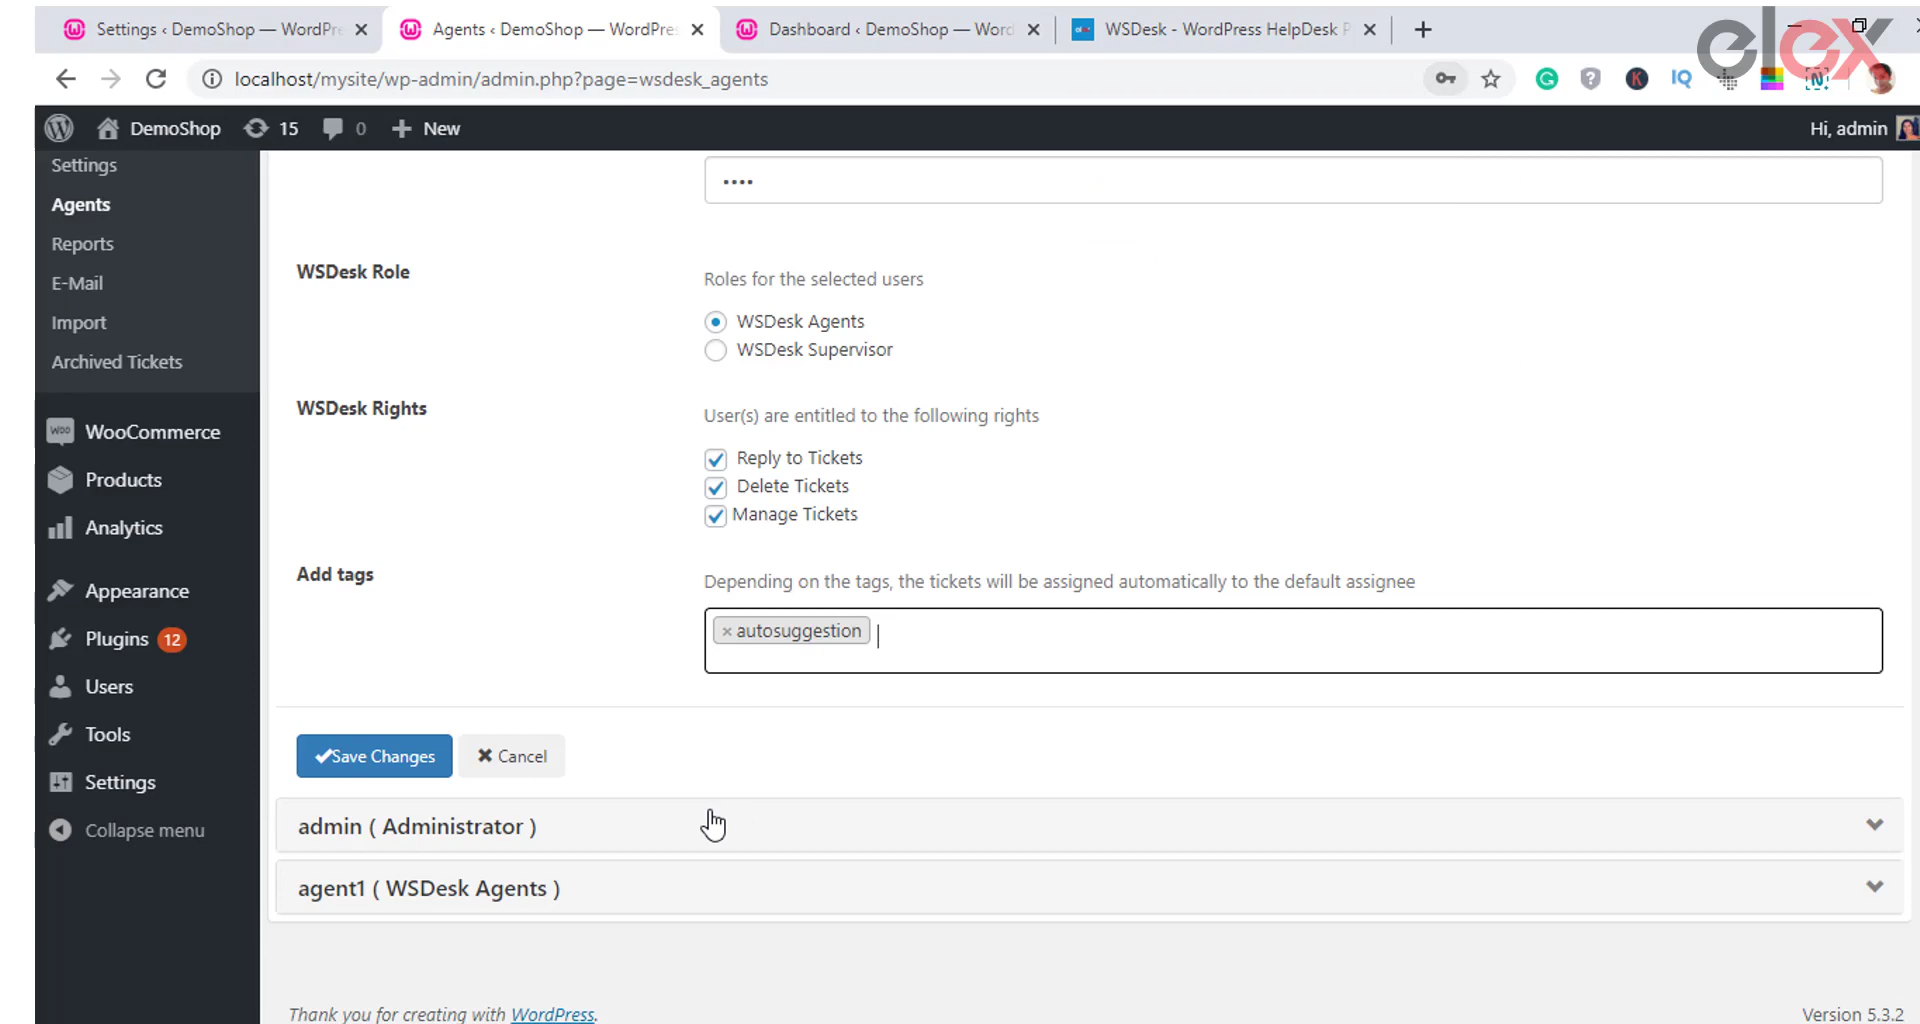 Settings ‹ DemoShop — WordPre
Agents ‹ DemoShop — WordPres
Dashboard ‹ DemoShop — Word
WSDesk - WordPress HelpDesk P
elex
localhost/mysite/wp-admin/admin.php?page=wsdesk_agents
IQ
DemoShop
15
0
New
Hi, admin
Settings
Agents
Reports
E-Mail
Import
Archived Tickets
WooCommerce
Products
Analytics
Appearance
Plugins 12
Users
Tools
Settings
Collapse menu
••••
WSDesk Role
Roles for the selected users
WSDesk Agents
WSDesk Supervisor
WSDesk Rights
User(s) are entitled to the following rights
Reply to Tickets
Delete Tickets
Manage Tickets
Add tags
Depending on the tags, the tickets will be assigned automatically to the default assignee
× autosuggestion
Save Changes
Cancel
admin ( Administrator )
agent1 ( WSDesk Agents )
Thank you for creating with WordPress.
Version 5.3.2